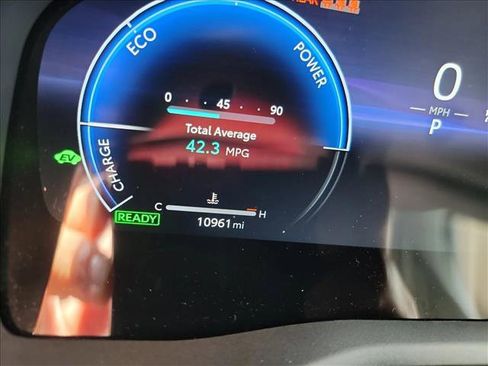 ECO
POWER
0
MPH
P
0 · · 45 · · 90
Total Average
42.3 MPG
CHARGE
EV
C H
READY
10961 mi